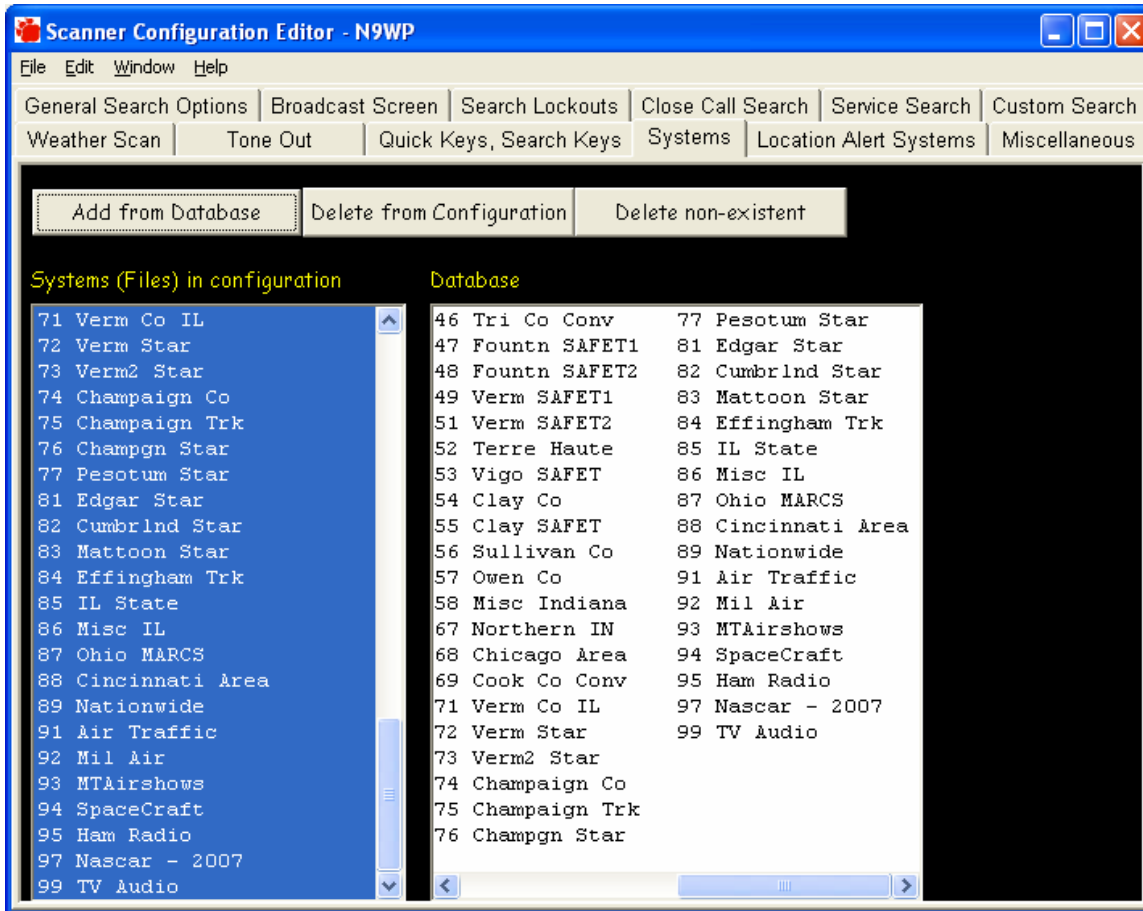 Scanner Configuration Editor - N9WP
File Edit Window Help
General Search Options Broadcast Screen Search Lockouts Close Call Search Service Search Custom Search
Weather Scan Tone Out Quick Keys, Search Keys Systems Location Alert Systems Miscellaneous
Add from Database Delete from Configuration Delete non-existent
Systems (Files) in configuration
71 Verm Co IL
72 Verm Star
73 Verm2 Star
74 Champaign Co
75 Champaign Trk
76 Champgn Star
77 Pesotum Star
81 Edgar Star
82 Cumbrlnd Star
83 Mattoon Star
84 Effingham Trk
85 IL State
86 Misc IL
87 Ohio MARCS
88 Cincinnati Area
89 Nationwide
91 Air Traffic
92 Mil Air
93 MTAirshows
94 SpaceCraft
95 Ham Radio
97 Nascar - 2007
99 TV Audio
Database
46 Tri Co Conv
47 Fountn SAFET1
48 Fountn SAFET2
49 Verm SAFET1
51 Verm SAFET2
52 Terre Haute
53 Vigo SAFET
54 Clay Co
55 Clay SAFET
56 Sullivan Co
57 Owen Co
58 Misc Indiana
67 Northern IN
68 Chicago Area
69 Cook Co Conv
71 Verm Co IL
72 Verm Star
73 Verm2 Star
74 Champaign Co
75 Champaign Trk
76 Champgn Star
77 Pesotum Star
81 Edgar Star
82 Cumbrlnd Star
83 Mattoon Star
84 Effingham Trk
85 IL State
86 Misc IL
87 Ohio MARCS
88 Cincinnati Area
89 Nationwide
91 Air Traffic
92 Mil Air
93 MTAirshows
94 SpaceCraft
95 Ham Radio
97 Nascar - 2007
99 TV Audio